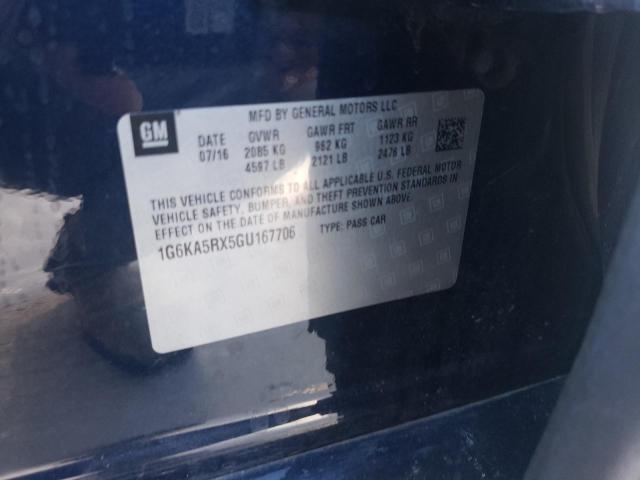 MFD BY GENERAL MOTORS LLC
GM
DATE GVWR GAWR FRT GAWR RR
07/16 2085 KG 962 KG 1123 KG
4597 LB 2121 LB 2476 LB
THIS VEHICLE CONFORMS TO ALL APPLICABLE U.S. FEDERAL MOTOR
VEHICLE SAFETY, BUMPER, AND THEFT PREVENTION STANDARDS IN
EFFECT ON THE DATE OF MANUFACTURE SHOWN ABOVE.
1G6KA5RX5GU167706 TYPE: PASS CAR